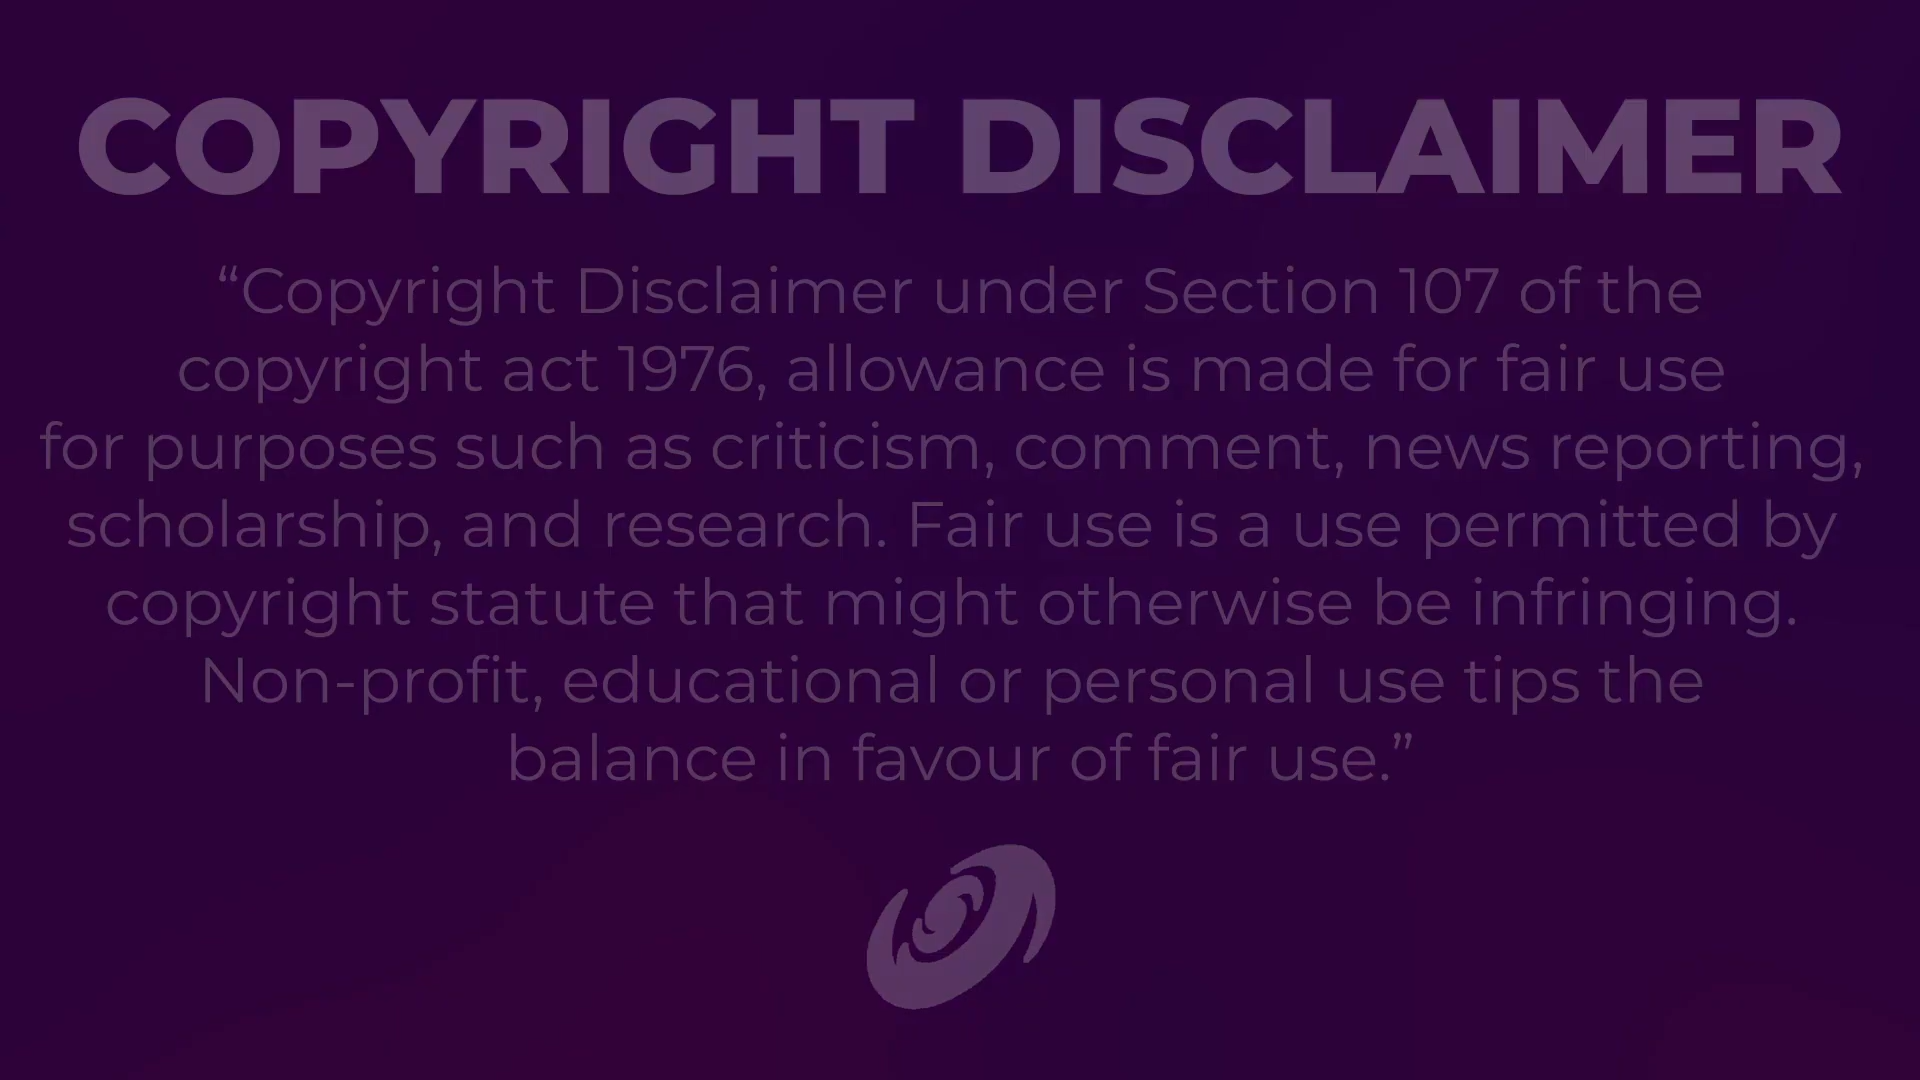 COPYRIGHT DISCLAIMER
“Copyright Disclaimer under Section 107 of the
copyright act 1976, allowance is made for fair use
for purposes such as criticism, comment, news reporting,
scholarship, and research. Fair use is a use permitted by
copyright statute that might otherwise be infringing.
Non-profit, educational or personal use tips the
balance in favour of fair use.”